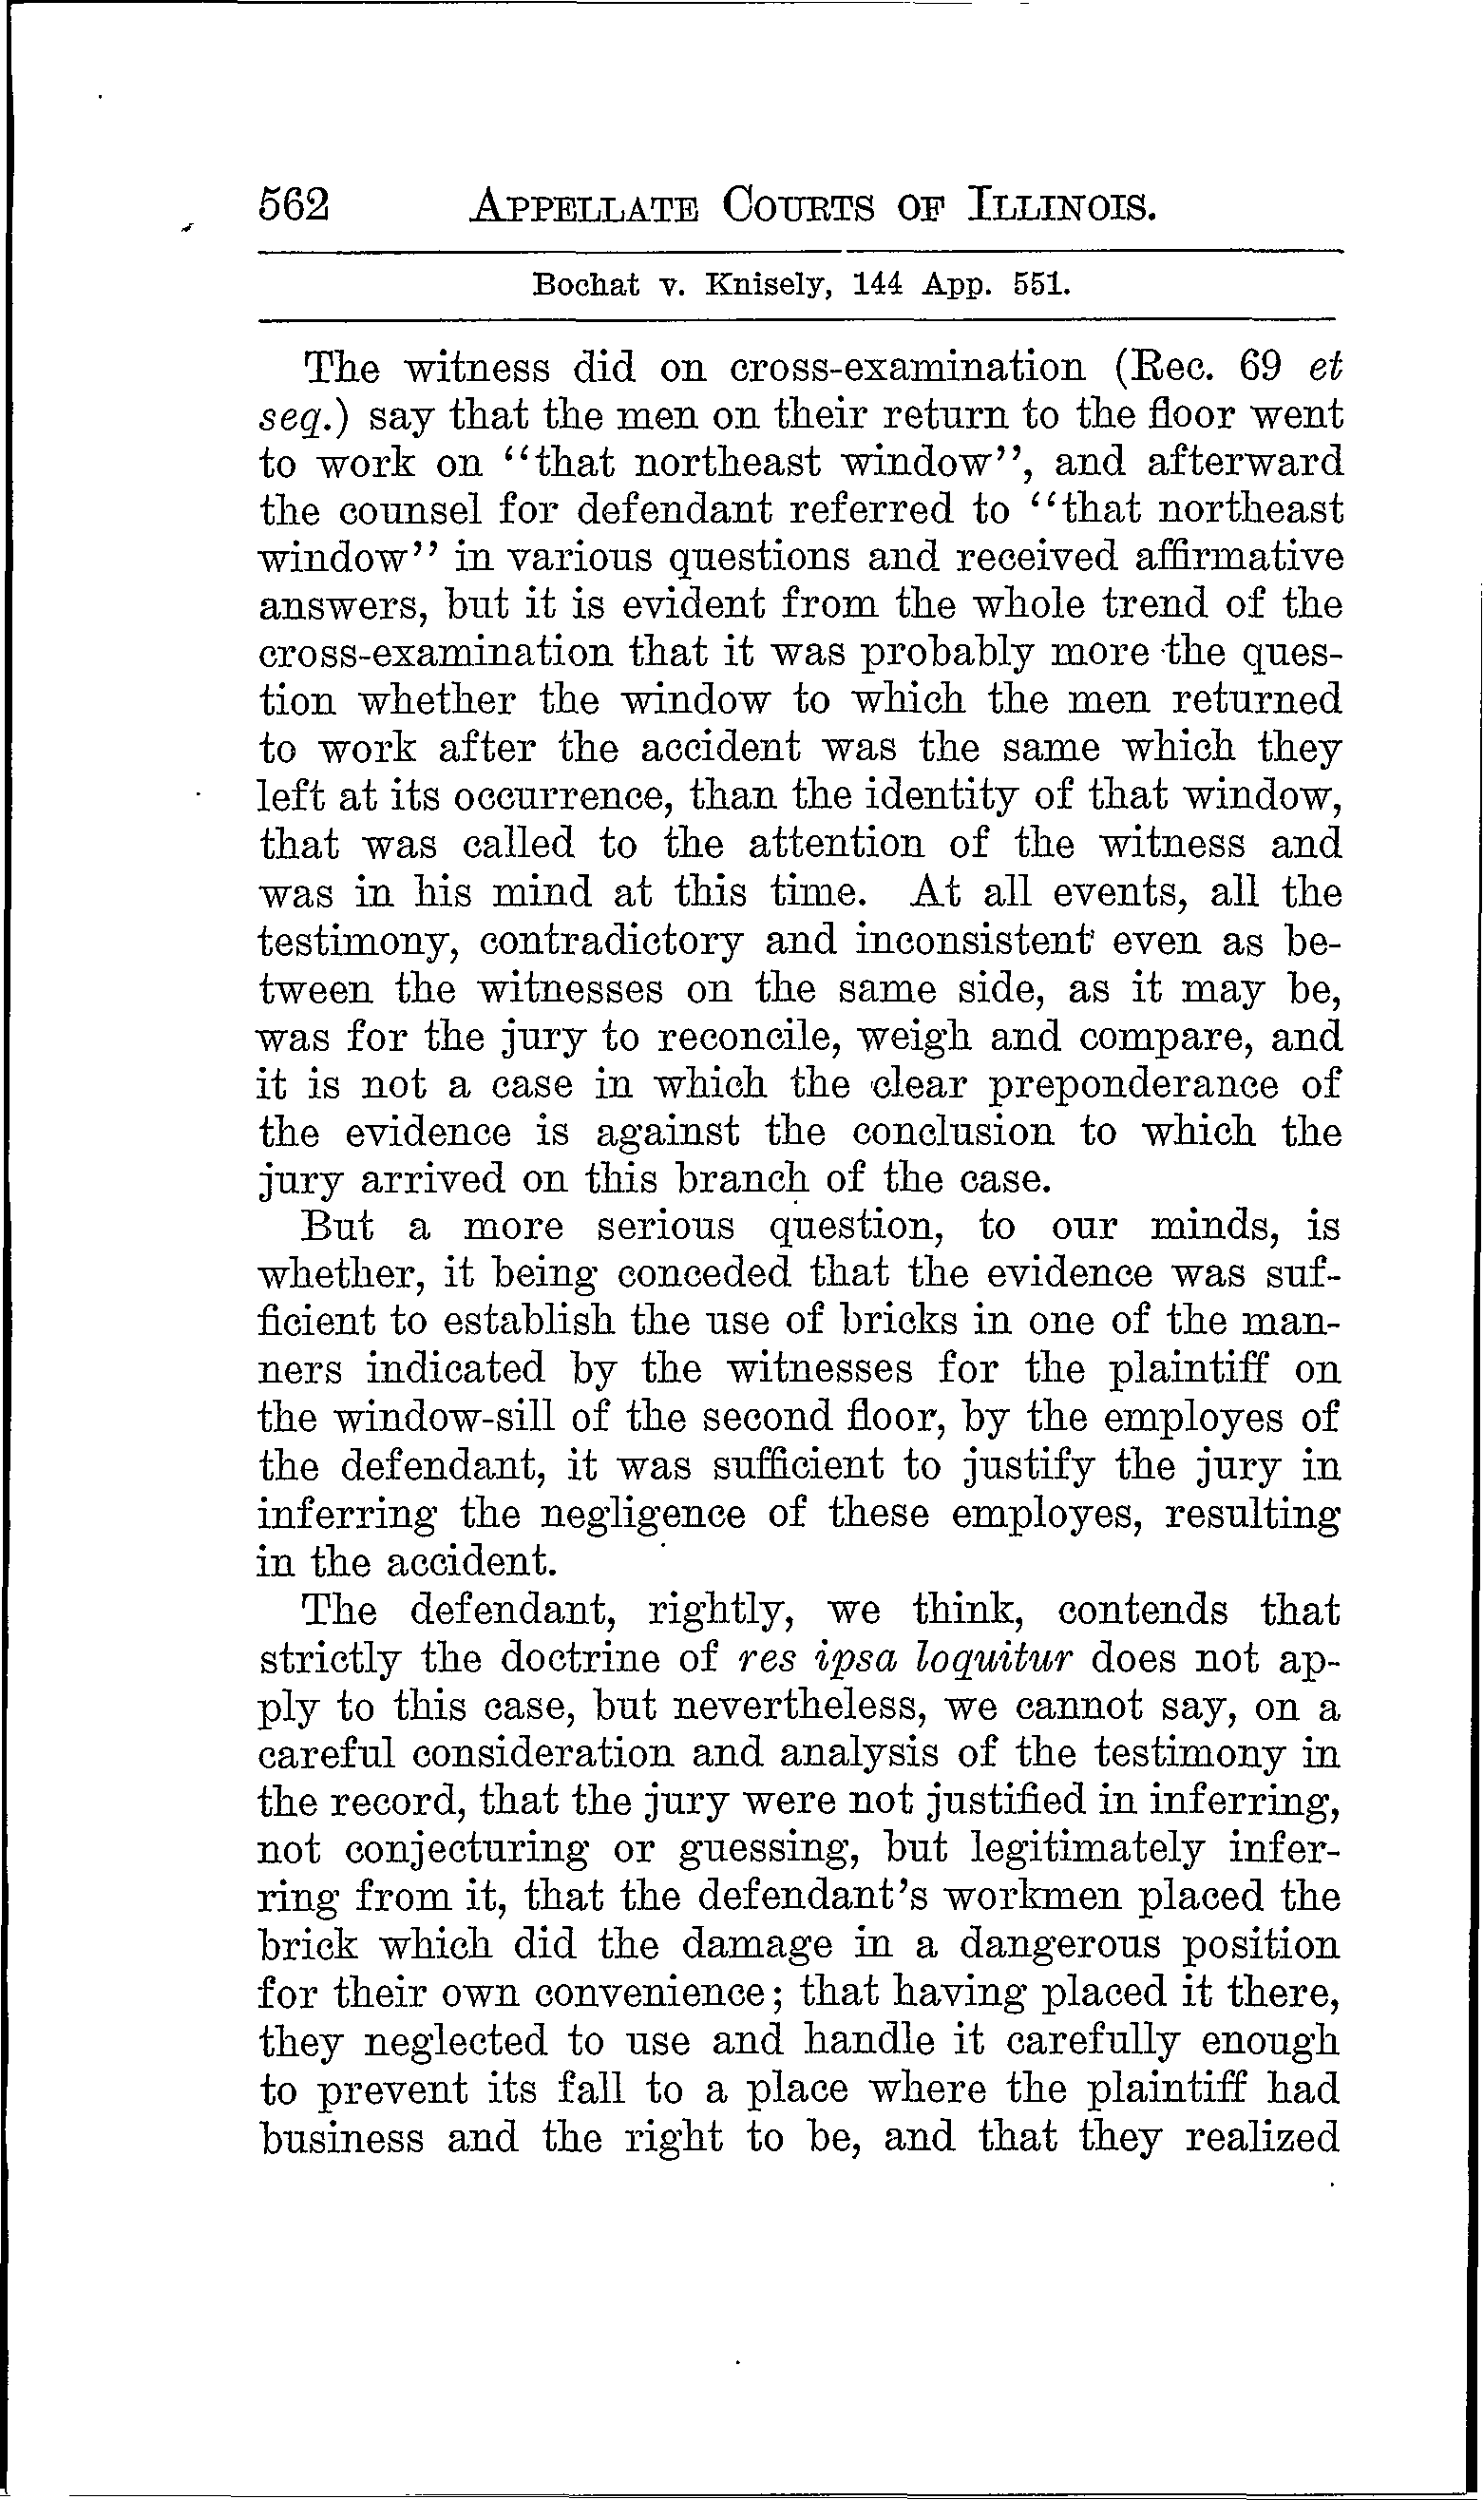 562 APPELLATE COURTS OF ILLINOIS.
Bochat v. Knisely, 144 App. 551.
The witness did on cross-examination (Rec. 69 et
seq.) say that the men on their return to the floor went
to work on "that northeast window", and afterward
the counsel for defendant referred to "that northeast
window" in various questions and received affirmative
answers, but it is evident from the whole trend of the
cross-examination that it was probably more the ques-
tion whether the window to which the men returned
to work after the accident was the same which they
left at its occurrence, than the identity of that window,
that was called to the attention of the witness and
was in his mind at this time. At all events, all the
testimony, contradictory and inconsistent even as be-
tween the witnesses on the same side, as it may be,
was for the jury to reconcile, weigh and compare, and
it is not a case in which the clear preponderance of
the evidence is against the conclusion to which the
jury arrived on this branch of the case.
But a more serious question, to our minds, is
whether, it being conceded that the evidence was suf-
ficient to establish the use of bricks in one of the man-
ners indicated by the witnesses for the plaintiff on
the window-sill of the second floor, by the employes of
the defendant, it was sufficient to justify the jury in
inferring the negligence of these employes, resulting
in the accident.
The defendant, rightly, we think, contends that
strictly the doctrine of res ipsa loquitur does not ap-
ply to this case, but nevertheless, we cannot say, on a
careful consideration and analysis of the testimony in
the record, that the jury were not justified in inferring,
not conjecturing or guessing, but legitimately infer-
ring from it, that the defendant's workmen placed the
brick which did the damage in a dangerous position
for their own convenience; that having placed it there,
they neglected to use and handle it carefully enough
to prevent its fall to a place where the plaintiff had
business and the right to be, and that they realized